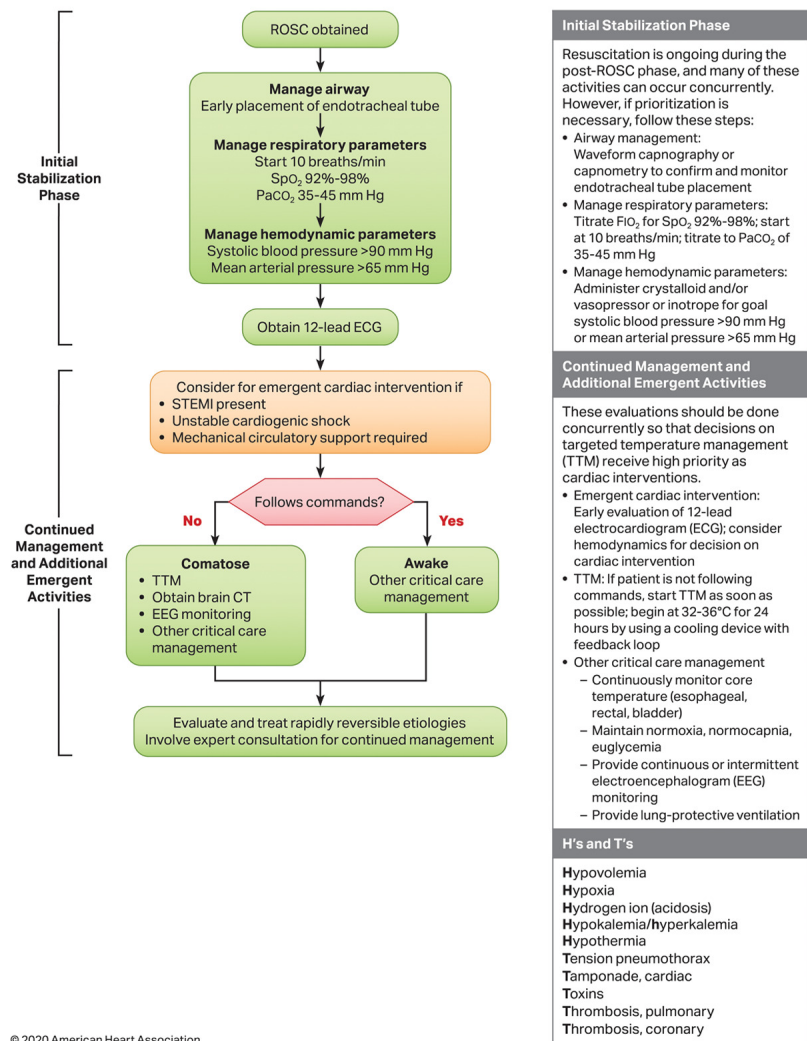 ROSC obtained
Manage airway
Early placement of endotracheal tube
Manage respiratory parameters
Start 10 breaths/min
SpO₂ 92%-98%
PaCO₂ 35-45 mm Hg
Manage hemodynamic parameters
Systolic blood pressure >90 mm Hg
Mean arterial pressure >65 mm Hg
Initial
Stabilization
Phase
Obtain 12-lead ECG
Consider for emergent cardiac intervention if
• STEMI present
• Unstable cardiogenic shock
• Mechanical circulatory support required
Follows commands?
No
Yes
Continued
Management
and Additional
Emergent
Activities
Comatose
• TTM
• Obtain brain CT
• EEG monitoring
• Other critical care
management
Awake
Other critical care
management
Evaluate and treat rapidly reversible etiologies
Involve expert consultation for continued management
© 2020 American Heart Association
Initial Stabilization Phase
Resuscitation is ongoing during the
post-ROSC phase, and many of these
activities can occur concurrently.
However, if prioritization is
necessary, follow these steps:
• Airway management:
Waveform capnography or
capnometry to confirm and monitor
endotracheal tube placement
• Manage respiratory parameters:
Titrate FIO₂ for SpO₂ 92%-98%; start
at 10 breaths/min; titrate to PaCO₂ of
35-45 mm Hg
• Manage hemodynamic parameters:
Administer crystalloid and/or
vasopressor or inotrope for goal
systolic blood pressure >90 mm Hg
or mean arterial pressure >65 mm Hg
Continued Management and
Additional Emergent Activities
These evaluations should be done
concurrently so that decisions on
targeted temperature management
(TTM) receive high priority as
cardiac interventions.
• Emergent cardiac intervention:
Early evaluation of 12-lead
electrocardiogram (ECG); consider
hemodynamics for decision on
cardiac intervention
• TTM: If patient is not following
commands, start TTM as soon as
possible; begin at 32-36°C for 24
hours by using a cooling device with
feedback loop
• Other critical care management
– Continuously monitor core
temperature (esophageal,
rectal, bladder)
– Maintain normoxia, normocapnia,
euglycemia
– Provide continuous or intermittent
electroencephalogram (EEG)
monitoring
– Provide lung-protective ventilation
H's and T's
Hypovolemia
Hypoxia
Hydrogen ion (acidosis)
Hypokalemia/hyperkalemia
Hypothermia
Tension pneumothorax
Tamponade, cardiac
Toxins
Thrombosis, pulmonary
Thrombosis, coronary